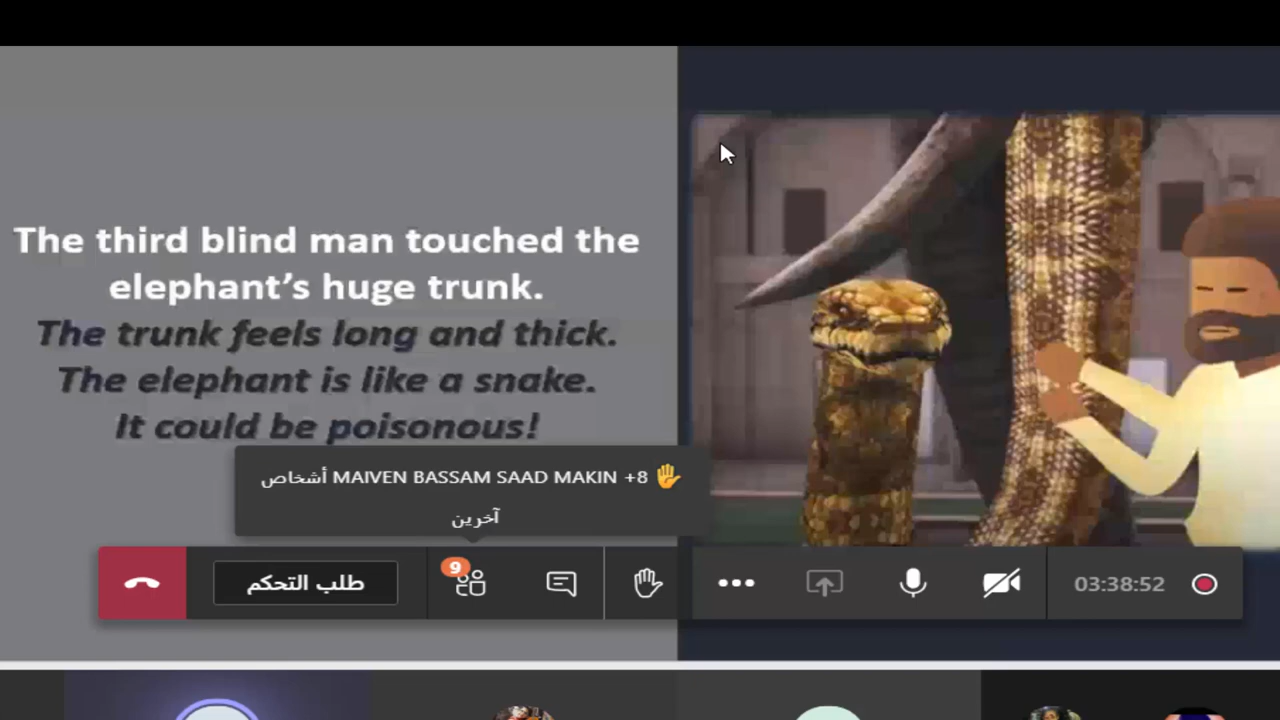 The third blind man touched the
elephant's huge trunk.
The trunk feels long and thick.
The elephant is like a snake.
It could be poisonous!
✋ MAIVEN BASSAM SAAD MAKIN +8 أشخاص
آخرين
طلب التحكم
9
03:38:52